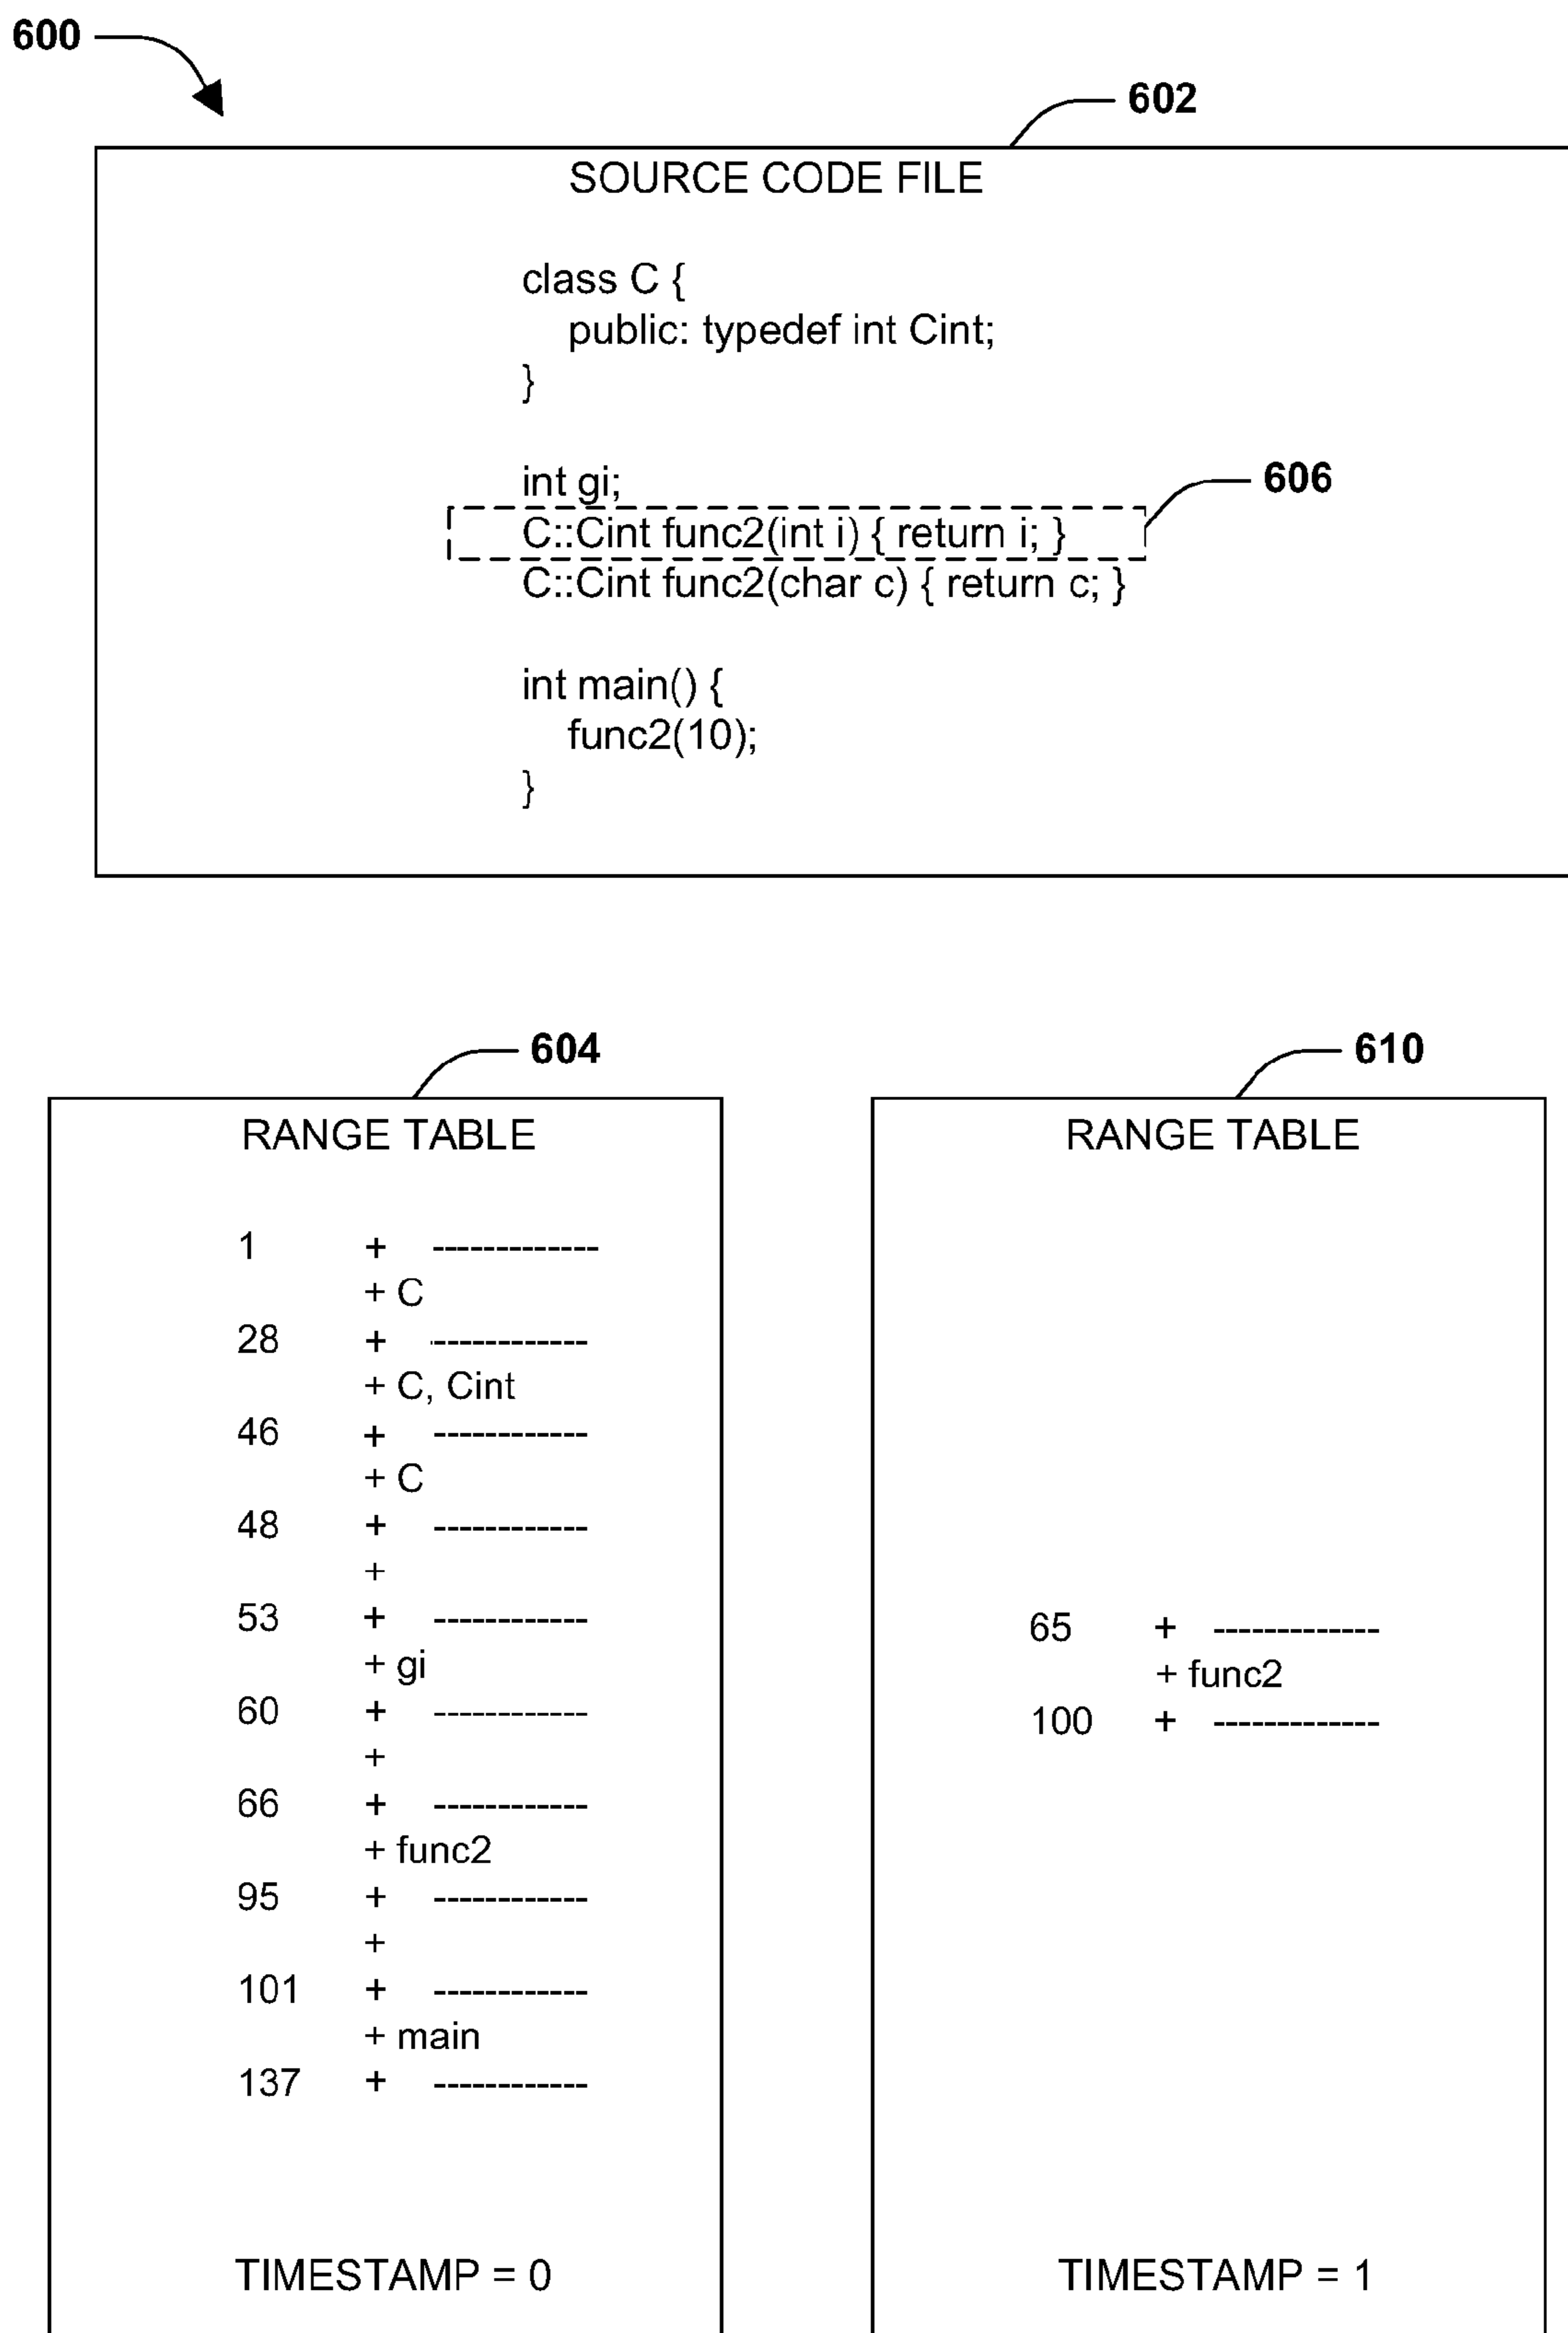 600
602
SOURCE CODE FILE
class C {
public: typedef int Cint;
}
int gi;
606
C::Cint func2(int i) { return i; }
C::Cint func2(char c) { return c; }
int main() {
func2(10);
}
604
RANGE TABLE
1 + -------------
+ C
28 + -------------
+ C, Cint
46 + ------------
+ C
48 + ------------
+
53 + ------------
+ gi
60 + ------------
+
66 + ------------
+ func2
95 + ------------
+
101 + ------------
+ main
137 + ------------
TIMESTAMP = 0
610
RANGE TABLE
65 + -------------
+ func2
100 + -------------
TIMESTAMP = 1